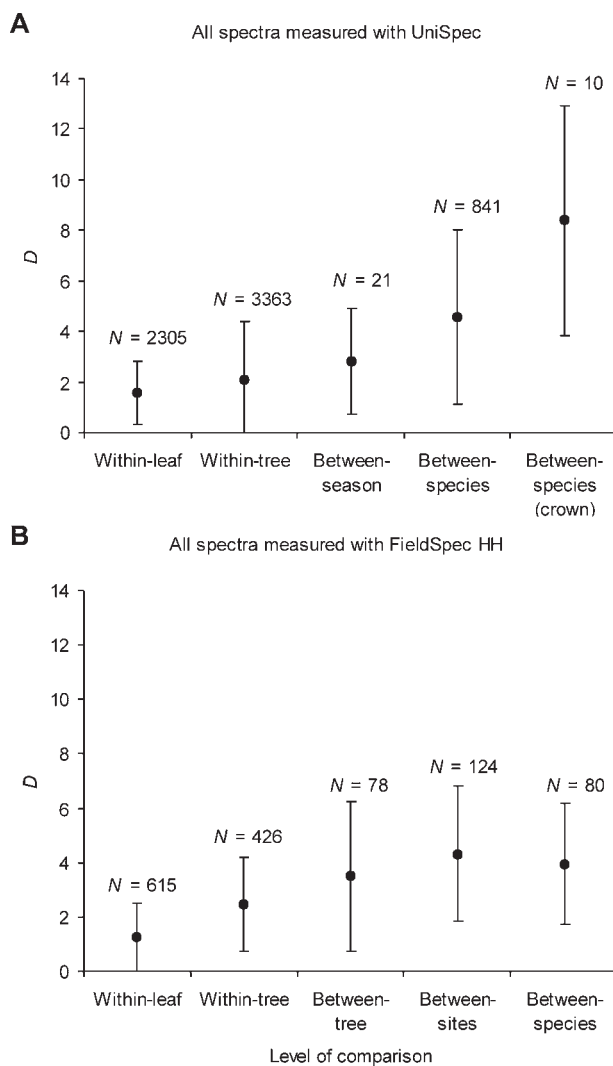 A
All spectra measured with UniSpec
14
12
10
8
6
4
2
0
D
N = 2305
N = 3363
N = 21
N = 841
N = 10
Within-leaf
Within-tree
Between-
season
Between-
species
Between-
species
(crown)
B
All spectra measured with FieldSpec HH
14
12
10
8
6
4
2
0
D
N = 615
N = 426
N = 78
N = 124
N = 80
Within-leaf
Within-tree
Between-
tree
Between-
sites
Between-
species
Level of comparison